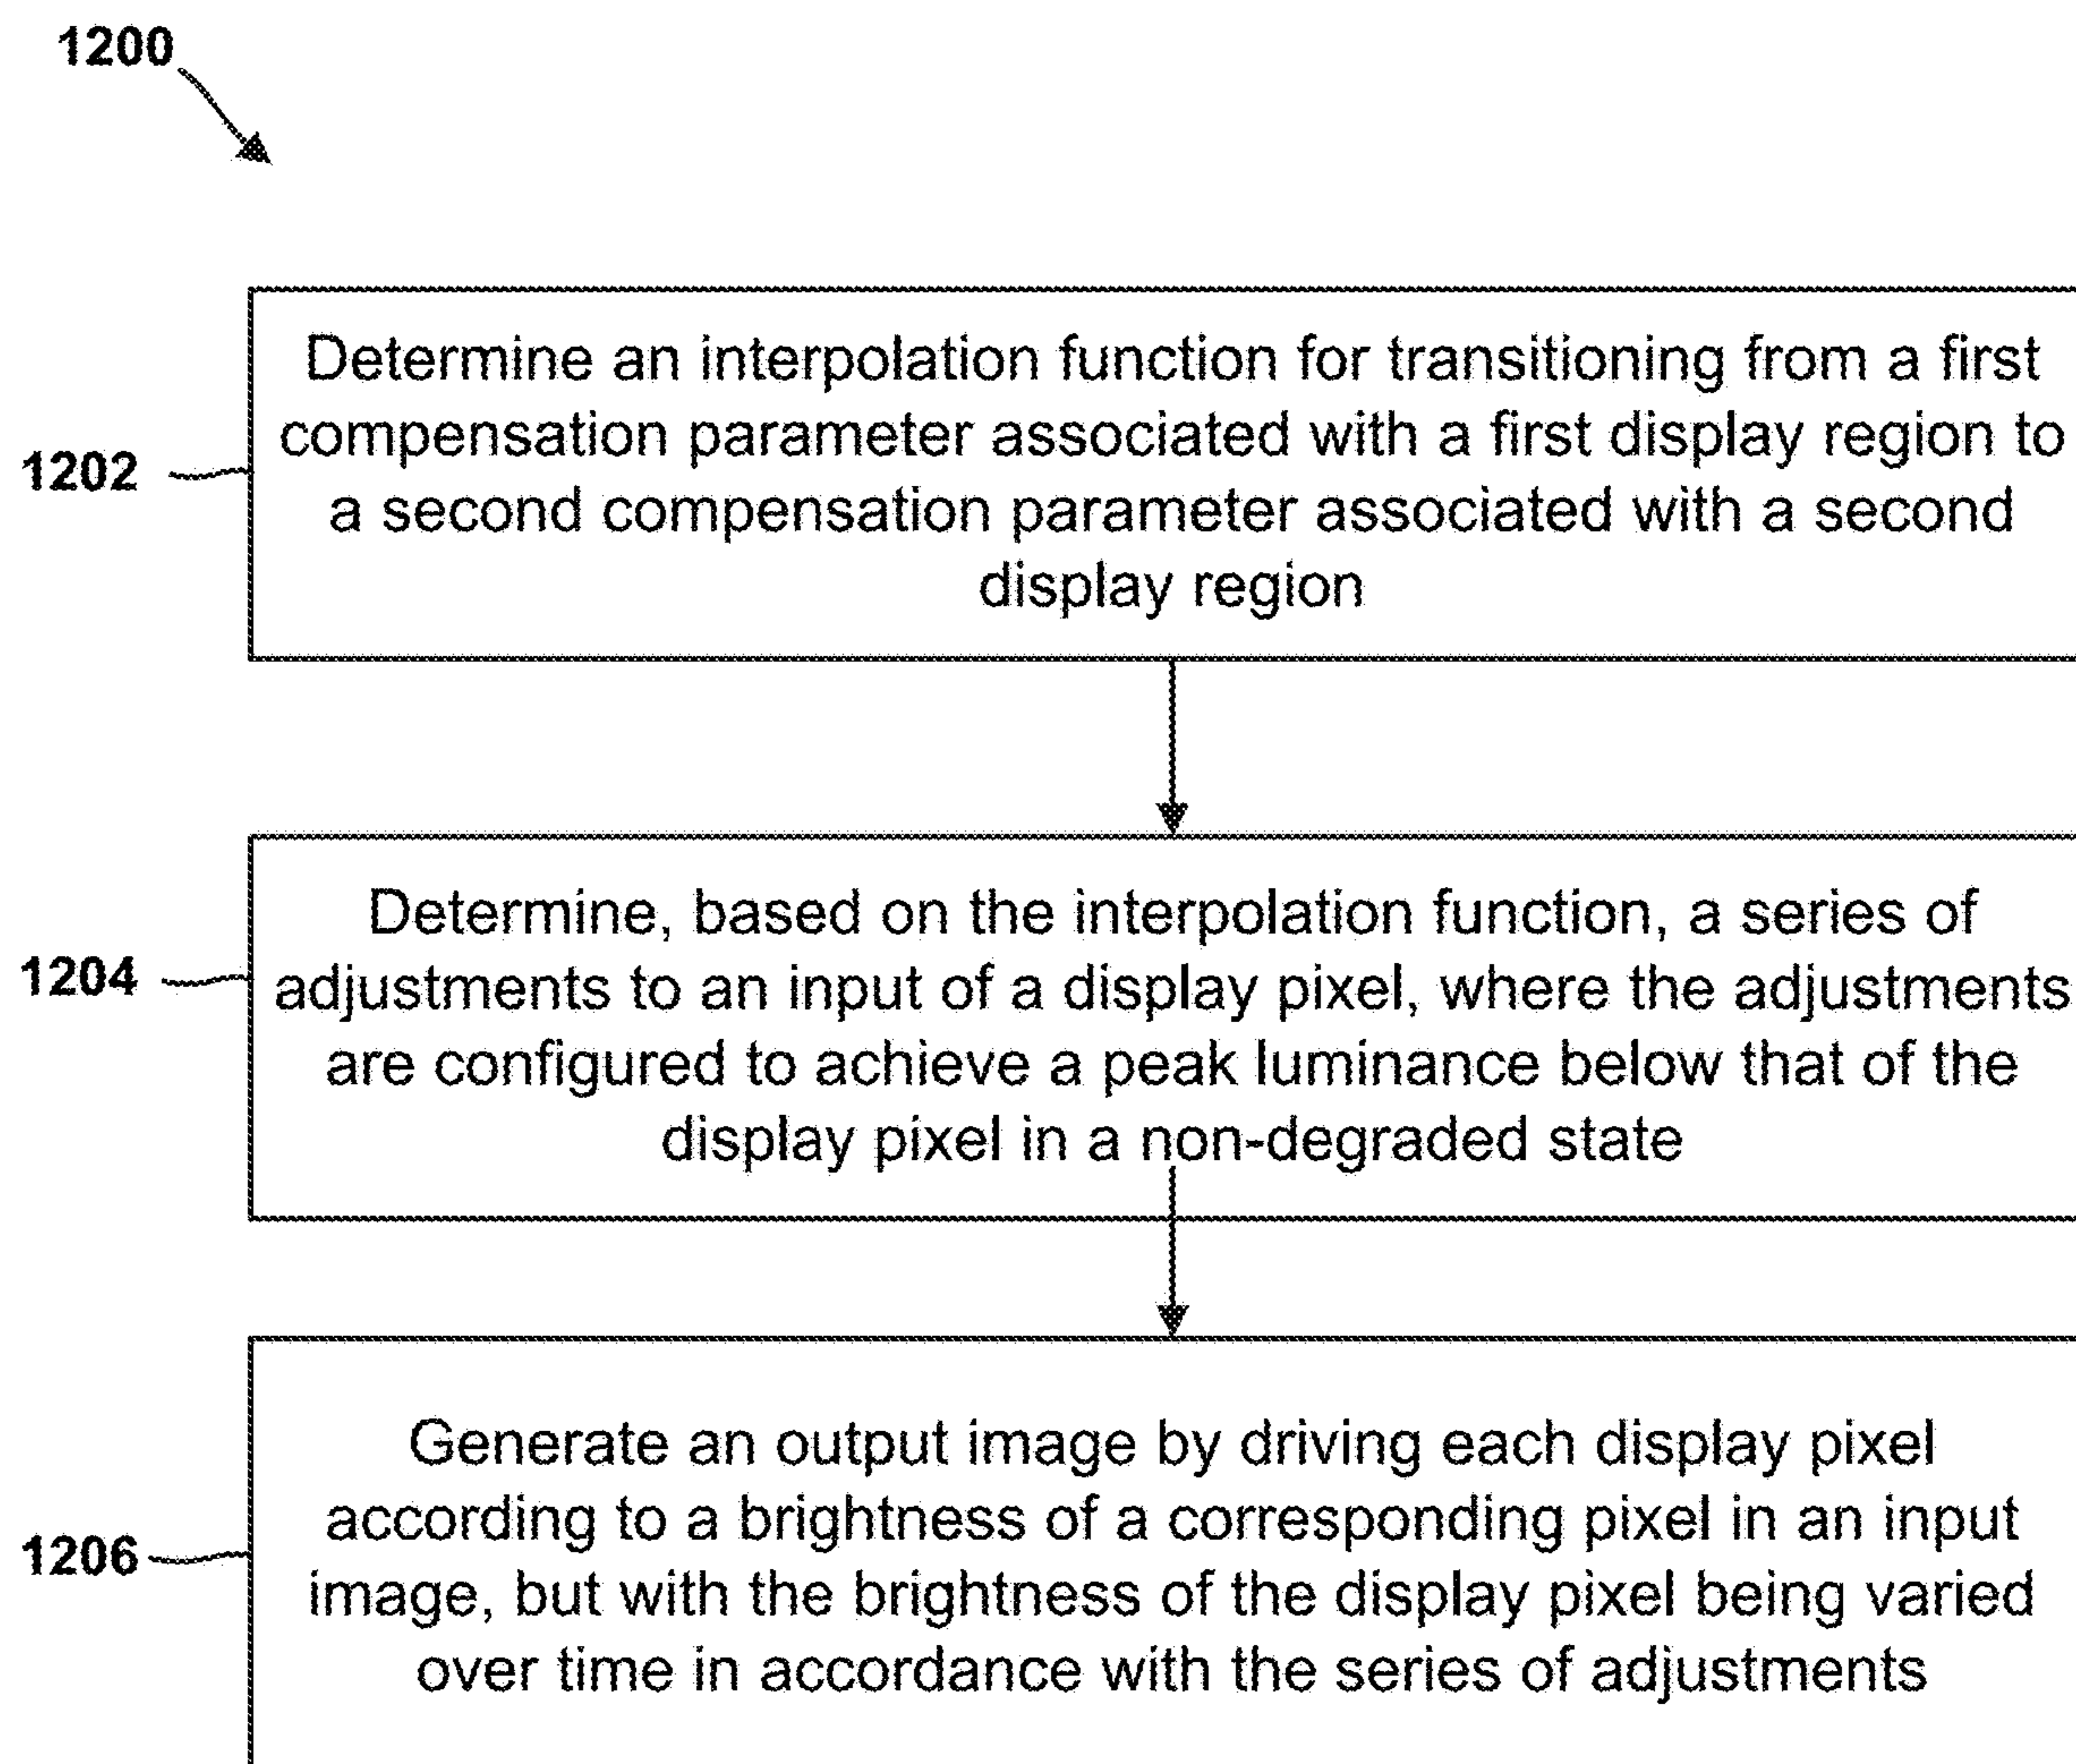 1200
1202
Determine an interpolation function for transitioning from a first
compensation parameter associated with a first display region to
a second compensation parameter associated with a second
display region
1204
Determine, based on the interpolation function, a series of
adjustments to an input of a display pixel, where the adjustments
are configured to achieve a peak luminance below that of the
display pixel in a non-degraded state
1206
Generate an output image by driving each display pixel
according to a brightness of a corresponding pixel in an input
image, but with the brightness of the display pixel being varied
over time in accordance with the series of adjustments